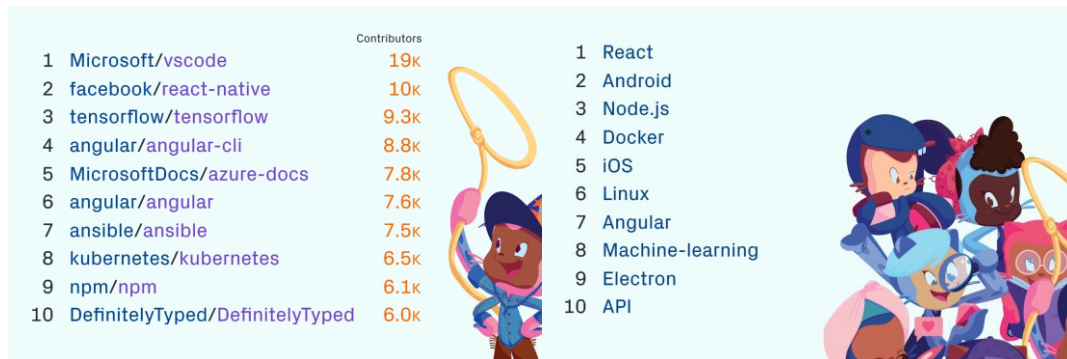 Contributors
1 Microsoft/vscode 19K
2 facebook/react-native 10K
3 tensorflow/tensorflow 9.3K
4 angular/angular-cli 8.8K
5 MicrosoftDocs/azure-docs 7.8K
6 angular/angular 7.6K
7 ansible/ansible 7.5K
8 kubernetes/kubernetes 6.5K
9 npm/npm 6.1K
10 DefinitelyTyped/DefinitelyTyped 6.0K
1 React
2 Android
3 Node.js
4 Docker
5 iOS
6 Linux
7 Angular
8 Machine-learning
9 Electron
10 API